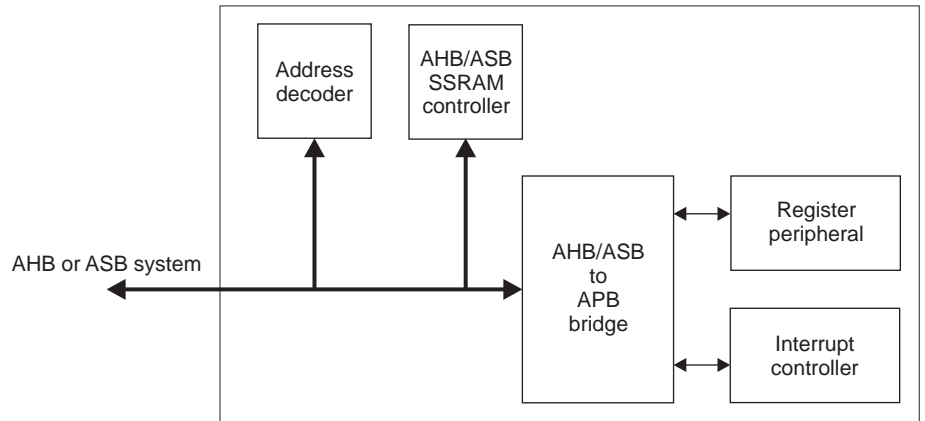 Address
decoder
AHB/ASB
SSRAM
controller
AHB or ASB system
AHB/ASB
to
APB
bridge
Register
peripheral
Interrupt
controller